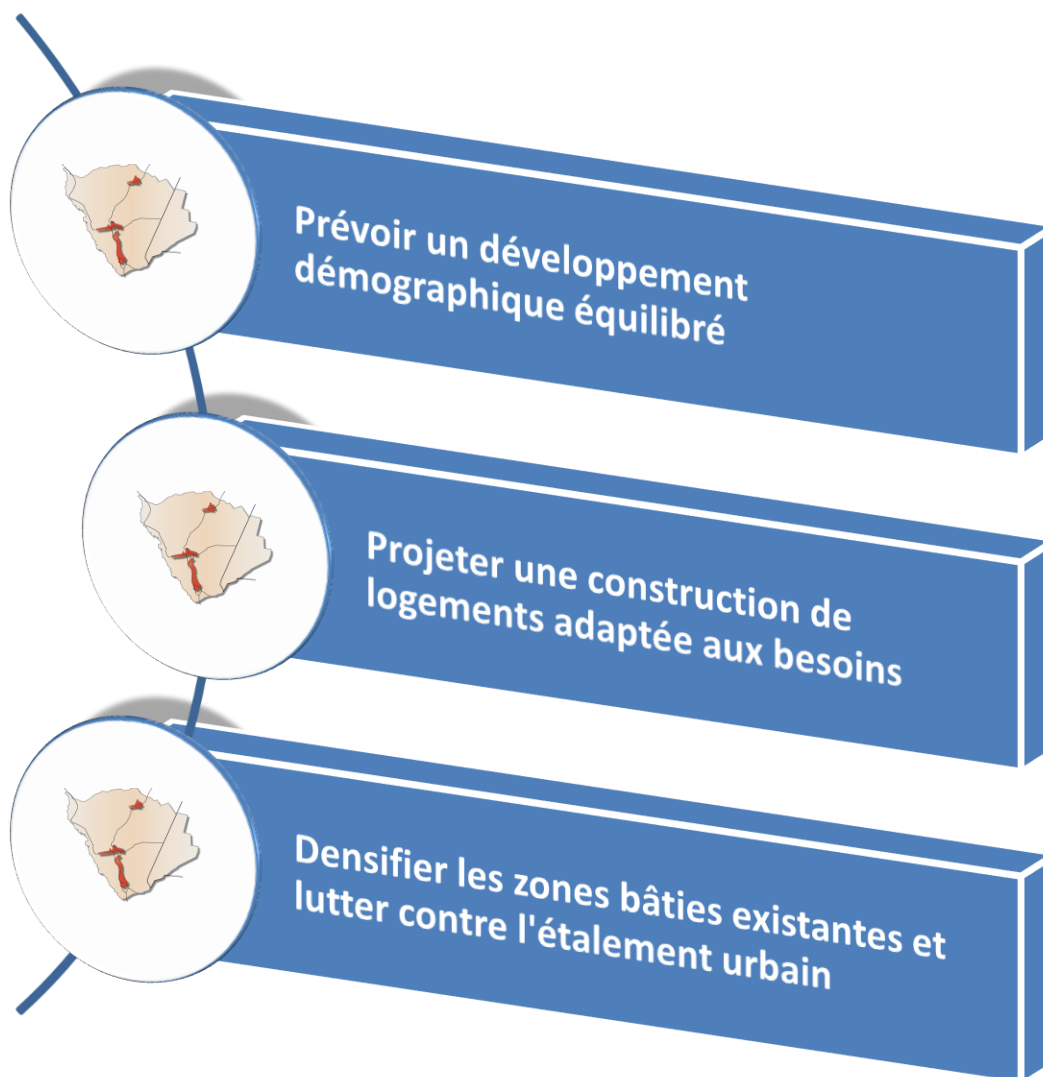 Prévoir un développement
démographique équilibré
Projeter une construction de
logements adaptée aux besoins
Densifier les zones bâties existantes et
lutter contre l'étalement urbain